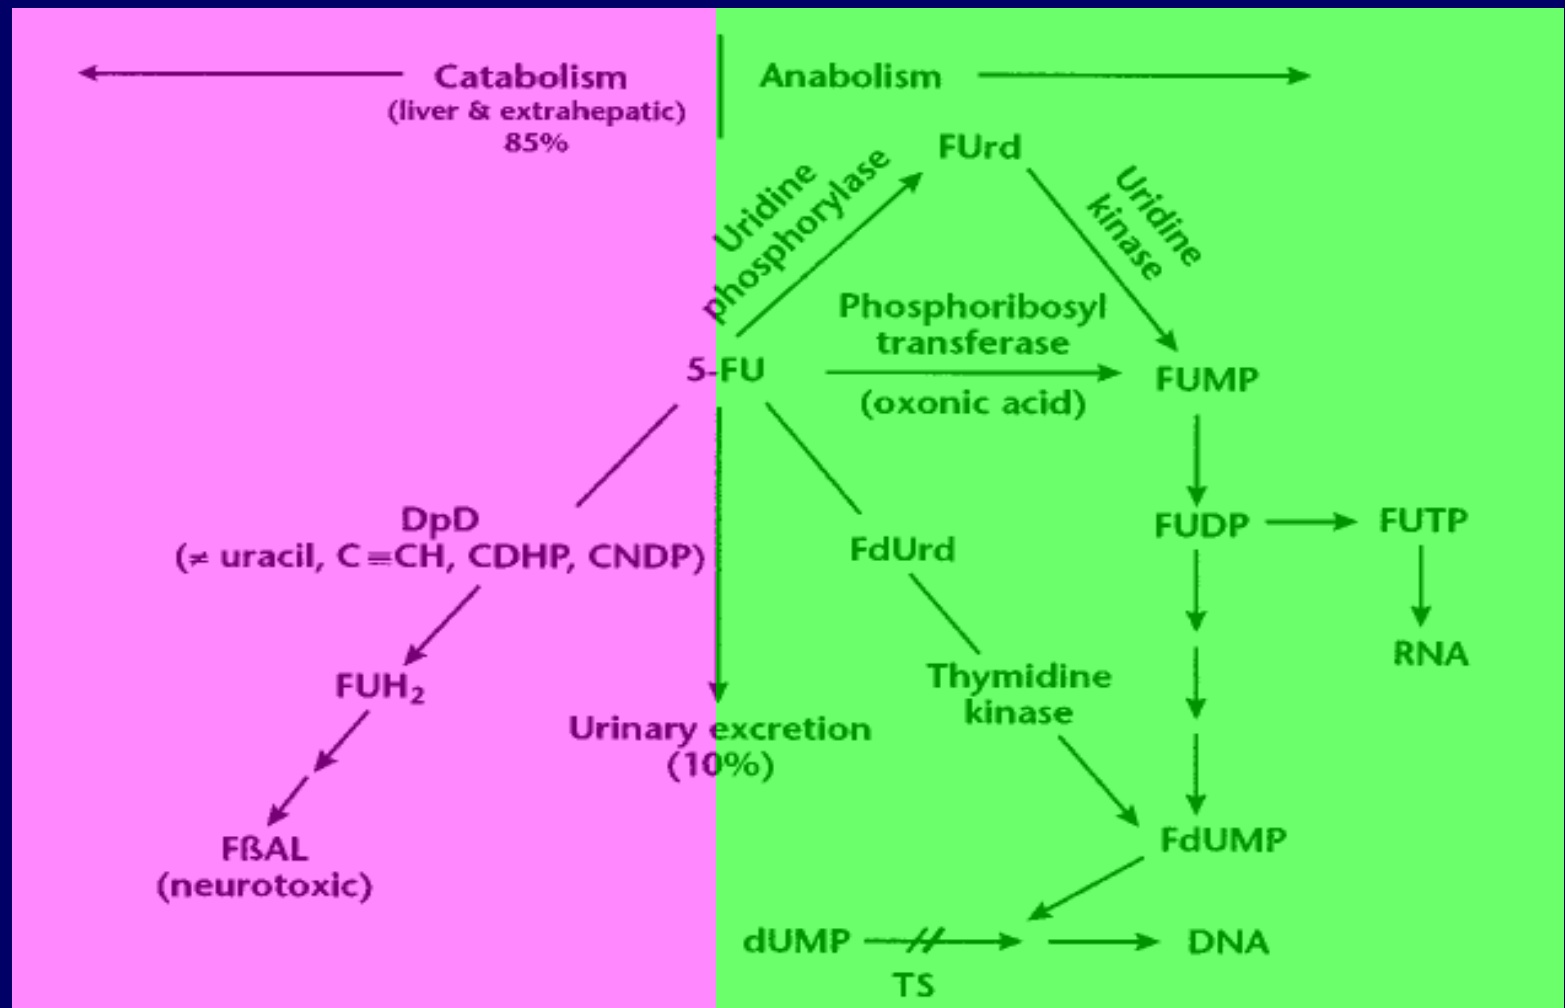 Catabolism
(liver & extrahepatic)
85%
Anabolism
FUrd
Uridine
phosphorylase
Uridine
kinase
Phosphoribosyl
transferase
(oxonic acid)
5-FU
FUMP
DpD
(≠ uracil, C≡CH, CDHP, CNDP)
FdUrd
FUDP
FUTP
RNA
FUH₂
Thymidine
kinase
Urinary excretion
(10%)
FßAL
(neurotoxic)
FdUMP
dUMP
TS
DNA